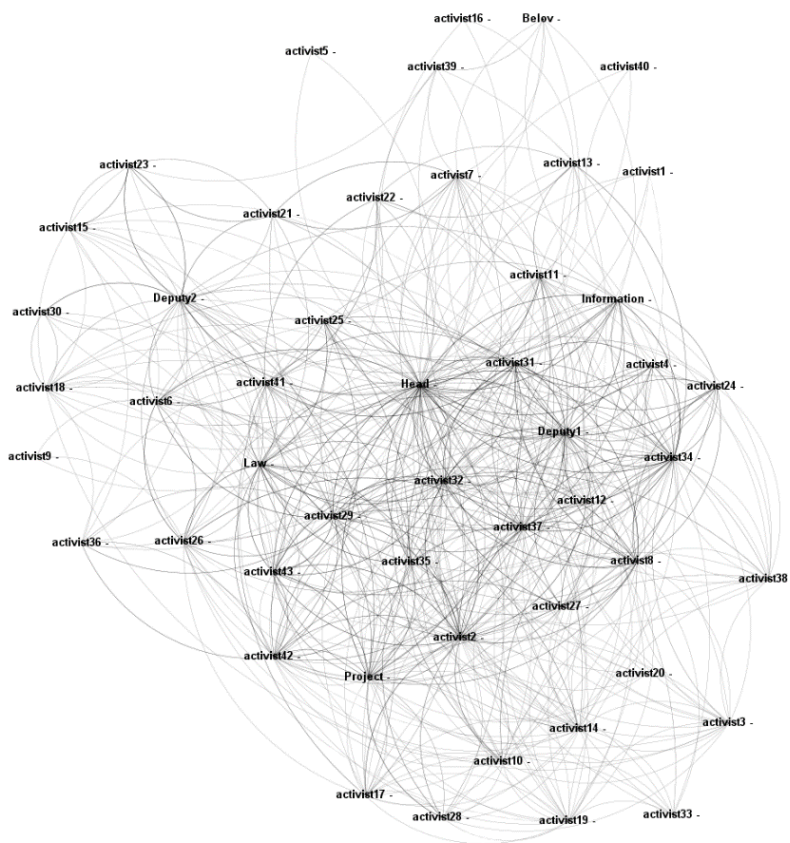 activist16 -
Belov -
activist5 -
activist39 -
activist40 -
activist23 -
activist7 -
activist13 -
activist1 -
activist22 -
activist21 -
activist15 -
activist11 -
Deputy2 -
Information -
activist30 -
activist25 -
activist31 -
activist4 -
activist18 -
activist41 -
Head -
activist24 -
activist6 -
Deputy1 -
activist9 -
Law -
activist34 -
activist32 -
activist12 -
activist29 -
activist37 -
activist36 -
activist26 -
activist35 -
activist8 -
activist43 -
activist38
activist27 -
activist2 -
activist42 -
Project -
activist20 -
activist14 -
activist3 -
activist10 -
activist17 -
activist28 -
activist19 -
activist33 -